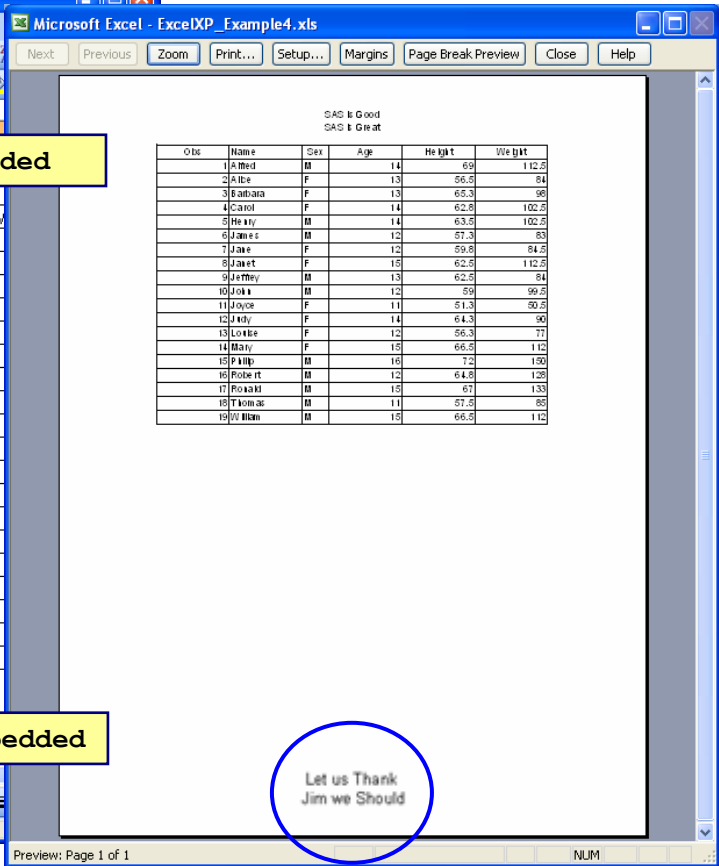 Microsoft Excel - ExcelXP_Example4.xls
Next Previous Zoom Print... Setup... Margins Page Break Preview Close Help
SAS is Good
SAS is Great
ded
Obs Name Sex Age Height Weight
1 Alfred M 14 69 112.5
2 Alice F 13 56.5 84
3 Barbara F 13 65.3 98
4 Carol F 14 62.8 102.5
5 Henry M 14 63.5 102.5
6 James M 12 57.3 83
7 Jane F 12 59.8 84.5
8 Janet F 15 62.5 112.5
9 Jeffrey M 13 62.5 84
10 John M 12 59 99.5
11 Joyce F 11 51.3 50.5
12 Judy F 14 64.3 90
13 Louise F 12 56.3 77
14 Mary F 15 66.5 112
15 Philip M 16 72 150
16 Robert M 12 64.8 128
17 Ronald M 15 67 133
18 Thomas M 11 57.5 85
19 William M 15 66.5 112
edded
Let us Thank
Jim we Should
Preview: Page 1 of 1 NUM